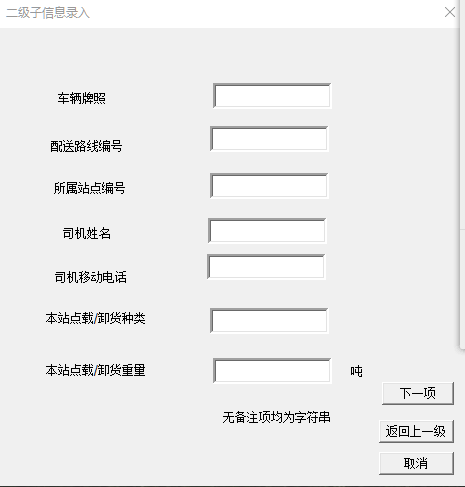 二级子信息录入
车辆牌照
配送路线编号
所属站点编号
司机姓名
司机移动电话
本站点载/卸货种类
本站点载/卸货重量 吨
下一项
无备注项均为字符串
返回上一级
取消